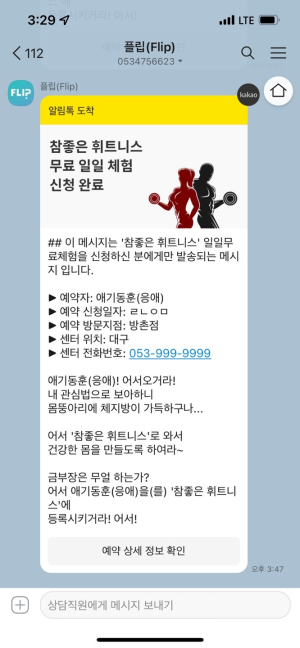 3:29
LTE
112
플립(Flip)
0534756623
FLIP
플립(Flip)
kakao
알림톡 도착
참좋은 휘트니스
무료 일일 체험
신청 완료
## 이 메시지는 '참좋은 휘트니스' 일일무
료체험을 신청하신 분에게만 발송되는 메시
지 입니다.
▶ 예약자: 애기동훈(응애)
▶ 예약 신청일자: ㄹㄴㅇㅁ
▶ 예약 방문지점: 방촌점
▶ 센터 위치: 대구
▶ 센터 전화번호: 053-999-9999
애기동훈(응애)! 어서오거라!
내 관심법으로 보아하니
몸뚱아리에 체지방이 가득하구나...
어서 '참좋은 휘트니스'로 와서
건강한 몸을 만들도록 하여라~
금부장은 무얼 하는가?
어서 애기동훈(응애)을(를) '참좋은 휘트니
스'에
등록시키거라! 어서!
예약 상세 정보 확인
오후 3:47
상담직원에게 메시지 보내기